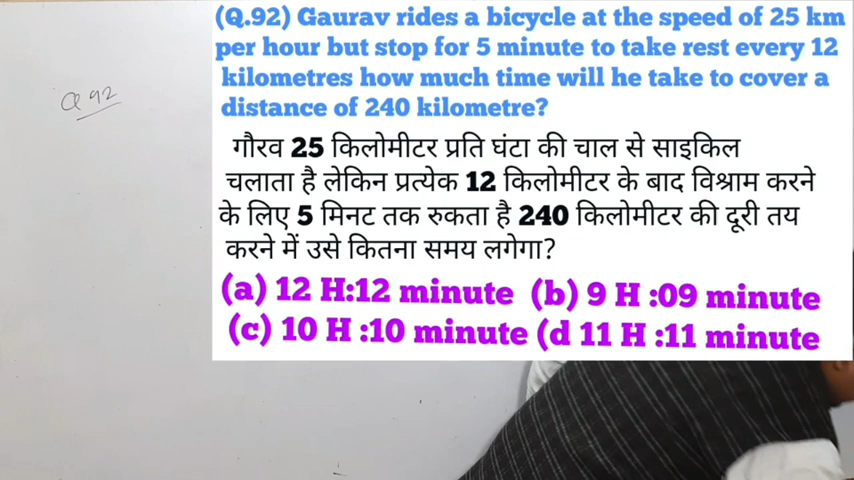 Q 92
(Q.92) Gaurav rides a bicycle at the speed of 25 km
per hour but stop for 5 minute to take rest every 12
kilometres how much time will he take to cover a
distance of 240 kilometre?
गौरव 25 किलोमीटर प्रति घंटा की चाल से साइकिल
चलाता है लेकिन प्रत्येक 12 किलोमीटर के बाद विश्राम करने
के लिए 5 मिनट तक रुकता है 240 किलोमीटर की दूरी तय
करने में उसे कितना समय लगेगा?
(a) 12 H:12 minute (b) 9 H :09 minute
(c) 10 H :10 minute (d 11 H :11 minute